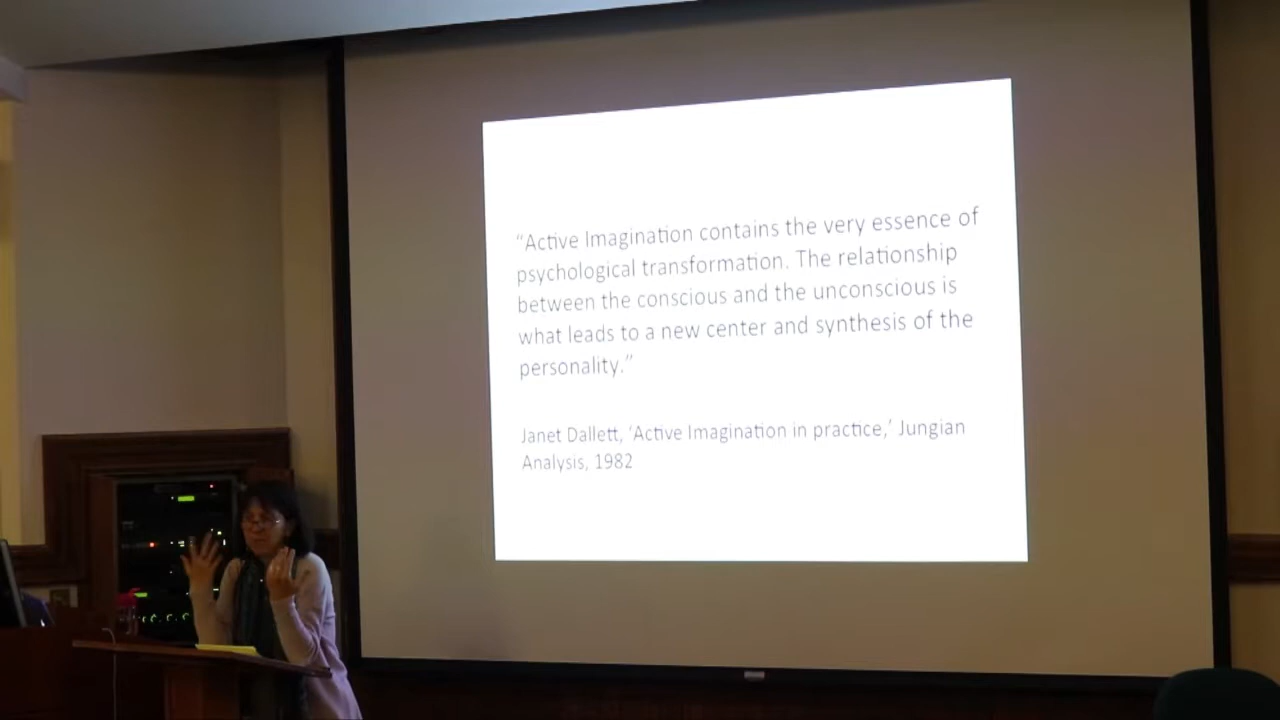 “Active Imagination contains the very essence of
psychological transformation. The relationship
between the conscious and the unconscious is
what leads to a new center and synthesis of the
personality.”
Janet Dallett, ‘Active Imagination in practice,’ Jungian
Analysis, 1982